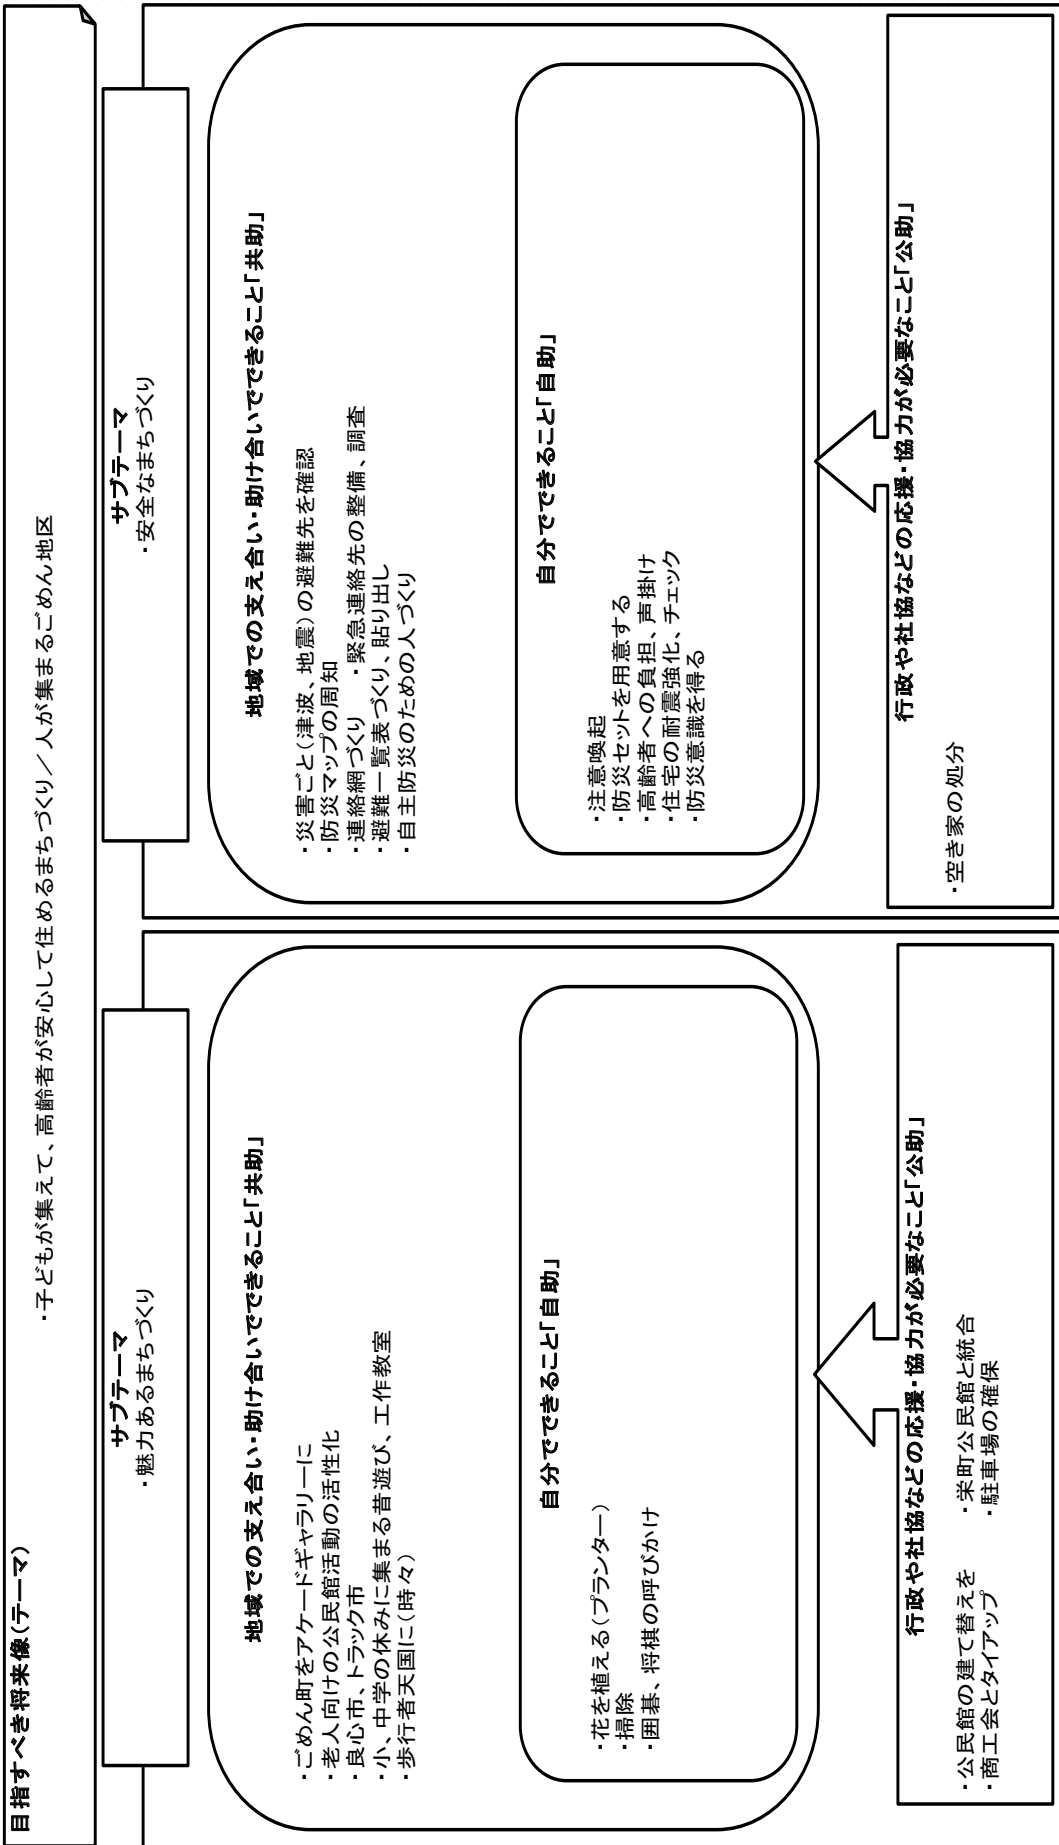 目指すべき将来像(テーマ)
・子どもが集えて、高齢者が安心して住めるまちづくり／人が集まるごめん地区
サブテーマ
・魅力あるまちづくり
地域での支え合い・助け合いでできること「共助」
・ごめん町をアケードギャラリーに
・老人向けの公民館活動の活性化
・良心市、トラック市
・小、中学の休みに集まる昔遊び、工作教室
・歩行者天国に(時々)
自分でできること「自助」
・花を植える(プランター)
・掃除
・囲碁、将棋の呼びかけ
行政や社協などの応援・協力が必要なこと「公助」
・公民館の建て替えを　・栄町公民館と統合
・商工会とタイアップ　・駐車場の確保
サブテーマ
・安全なまちづくり
地域での支え合い・助け合いでできること「共助」
・災害ごと(津波、地震)の避難先を確認
・防災マップの周知
・連絡網づくり　・緊急連絡先の整備、調査
・避難一覧表づくり、貼り出し
・自主防災のための人づくり
自分でできること「自助」
・注意喚起
・防災セットを用意する
・高齢者への負担、声掛け
・住宅の耐震強化、チェック
・防災意識を得る
行政や社協などの応援・協力が必要なこと「公助」
・空き家の処分